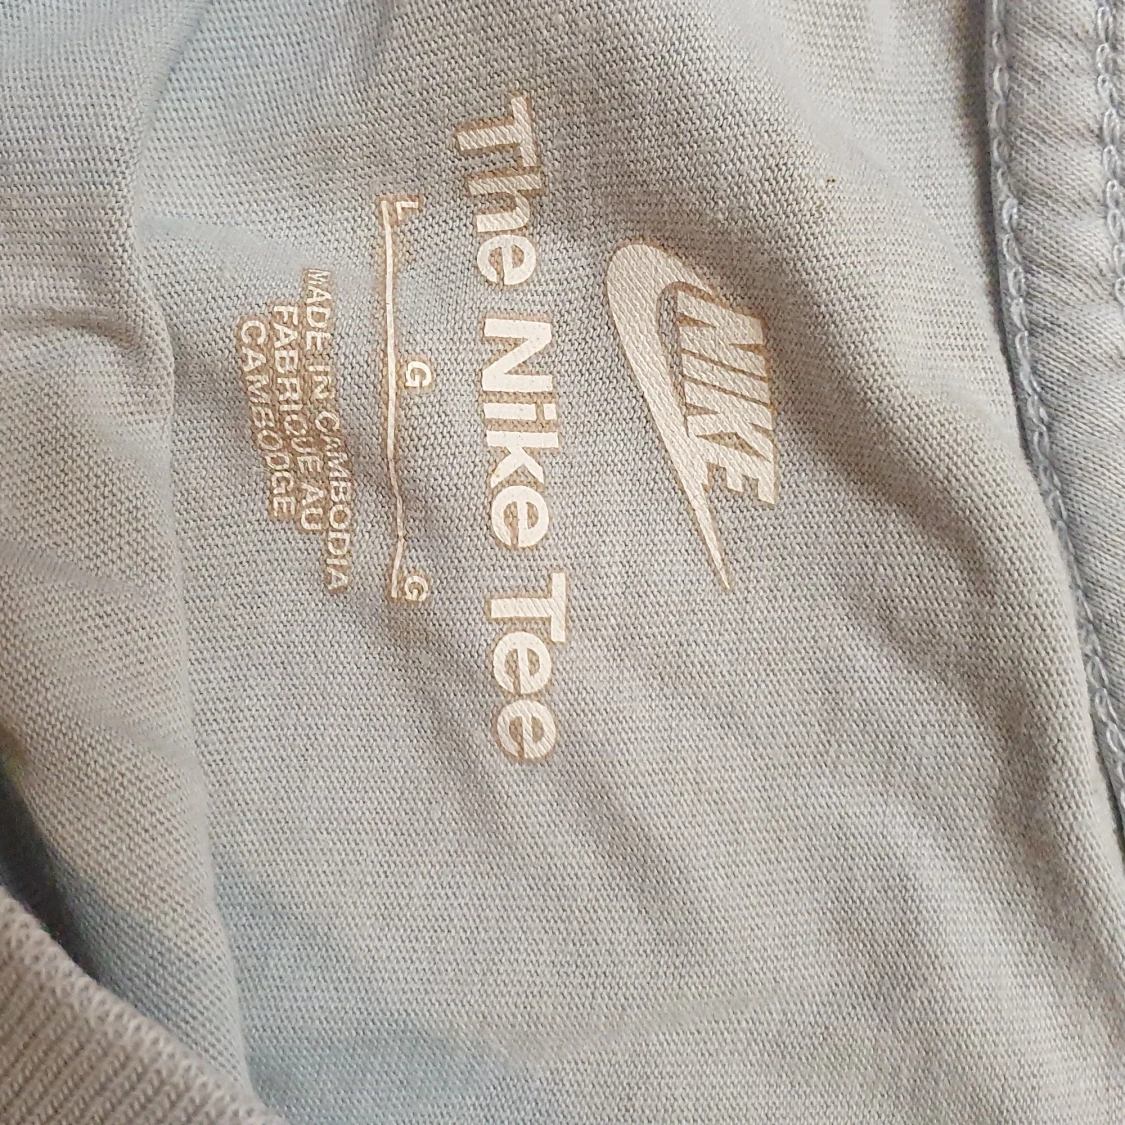 NIKE
The Nike Tee
L G G
MADE IN CAMBODIA
FABRIQUE AU
CAMBODGE